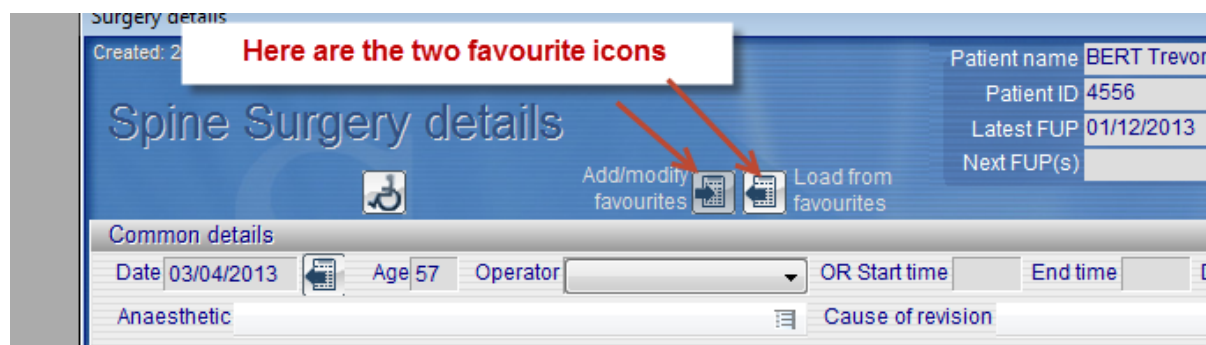 Surgery details
Created: 2
Here are the two favourite icons
Patient name BERT Trevor
Patient ID 4556
Spine Surgery details
Latest FUP 01/12/2013
Next FUP(s)
Add/modify favourites
Load from favourites
Common details
Date 03/04/2013 Age 57 Operator OR Start time End time D
Anaesthetic Cause of revision